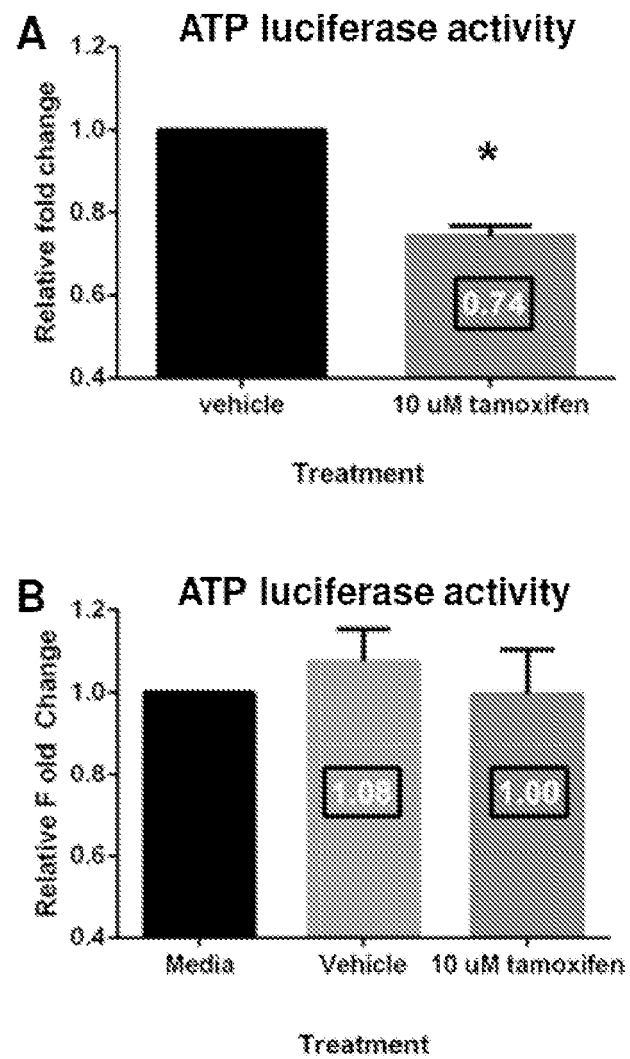 A ATP luciferase activity
Relative fold change
1.2
1.0
0.8
0.6
0.4
*
0.74
vehicle 10 uM tamoxifen
Treatment
B ATP luciferase activity
Relative F old Change
1.2
1.0
0.8
0.6
0.4
1.08 1.00
Media Vehicle 10 uM tamoxifen
Treatment